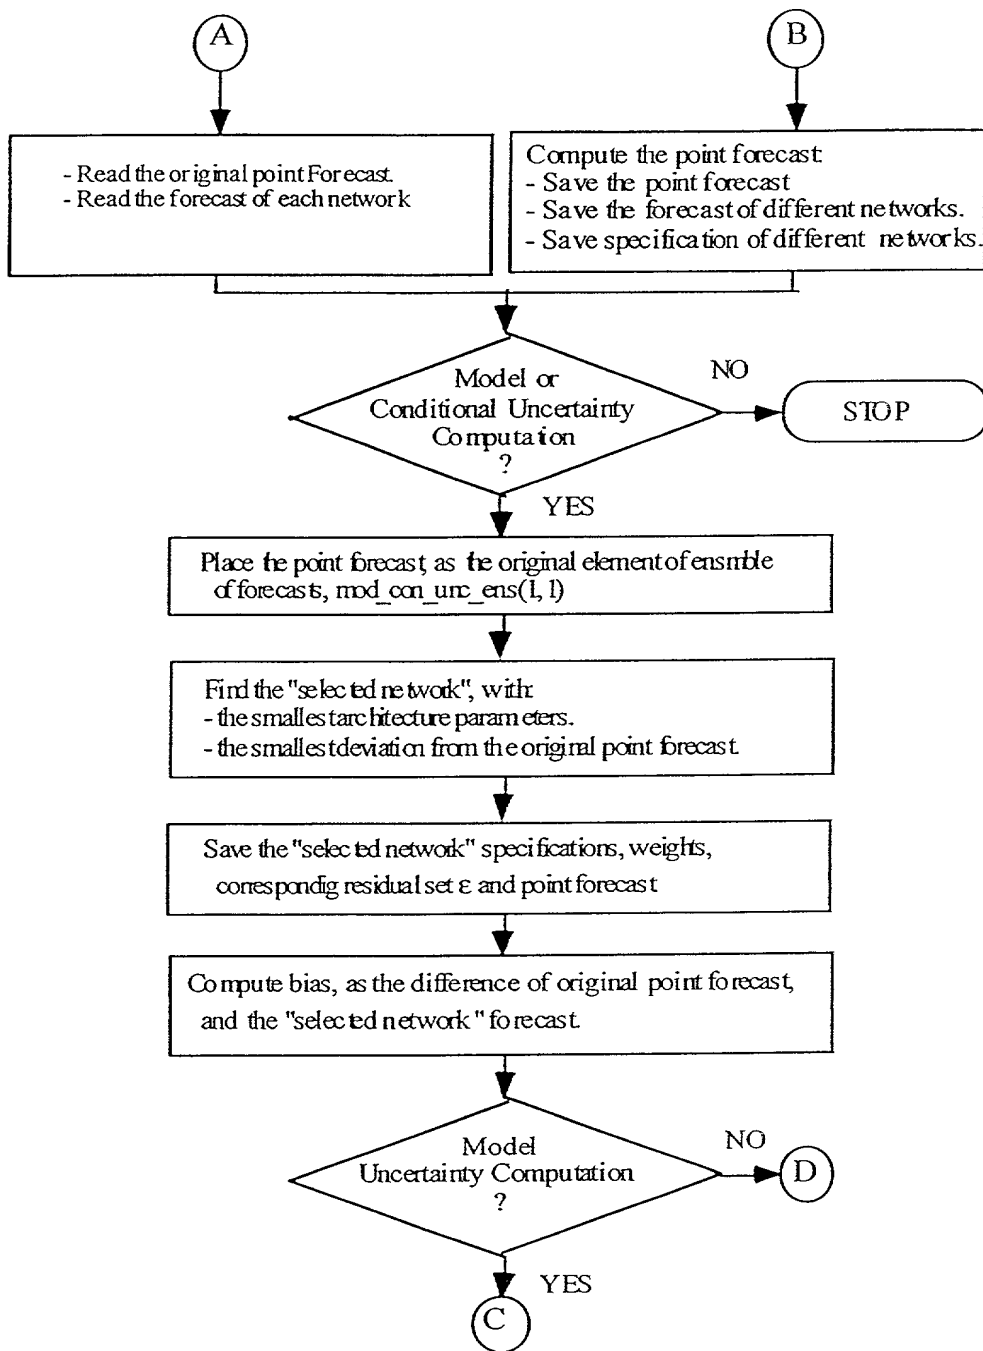 A
B
- Read the original point Forecast.
- Read the forecast of each network
Compute the point forecast:
- Save the point forecast
- Save the forecast of different networks.
- Save specification of different networks.
Model or
Conditional Uncertainty
Computation
?
NO
STOP
YES
Place the point forecast, as the original element of ensmble
of forecasts, mod_con_unc_ens(1, 1)
Find the "selected network", with:
- the smallest architecture parameters.
- the smallest deviation from the original point forecast.
Save the "selected network" specifications, weights,
correspondig residual set ε and point forecast
Compute bias, as the difference of original point forecast,
and the "selected network" forecast.
Model
Uncertainty Computation
?
NO
D
YES
C